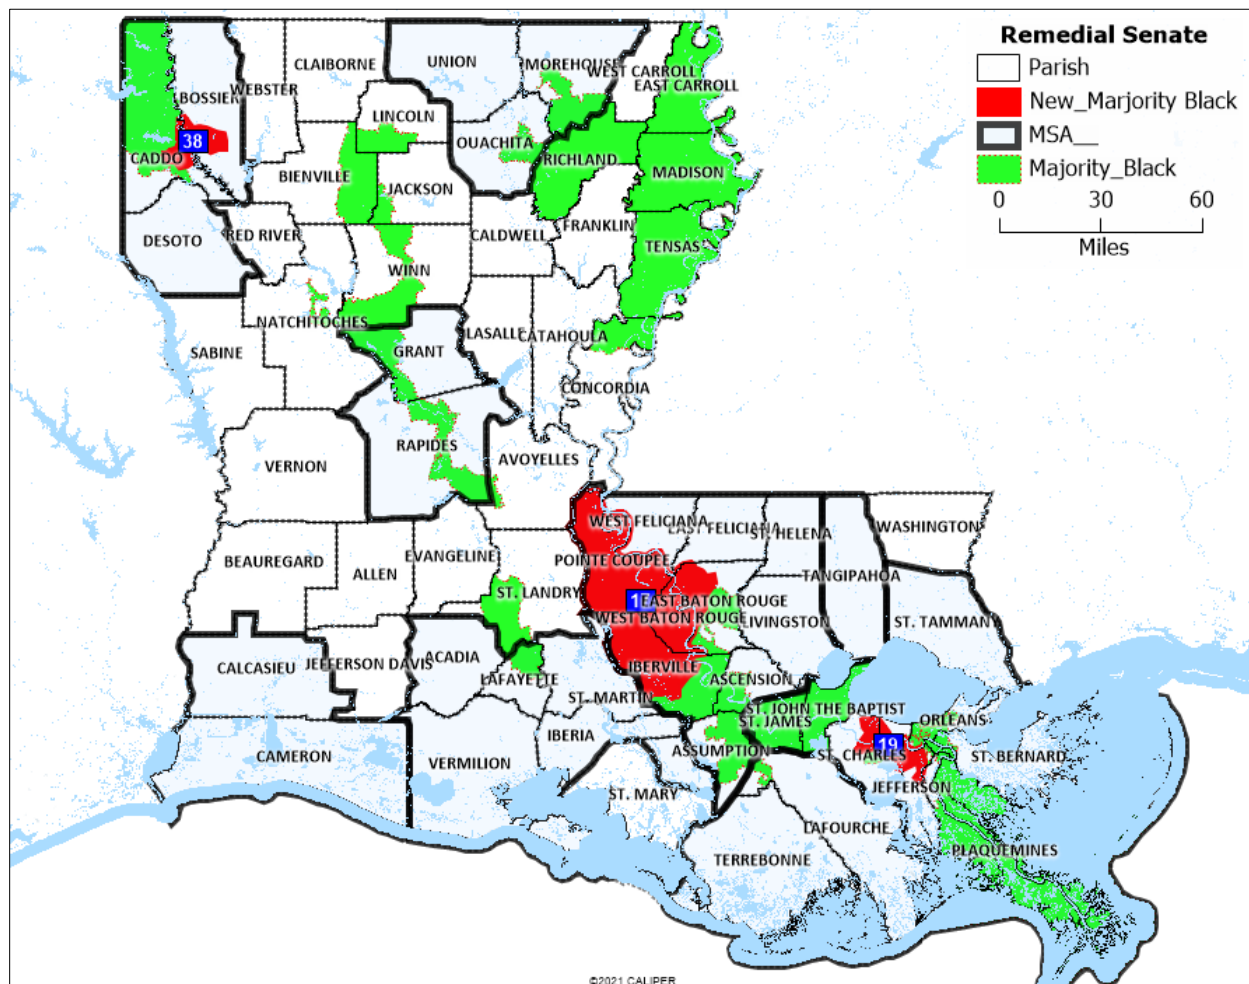 Remedial Senate
Parish
New_Marjority Black
MSA__
Majority_Black
0 30 60
Miles
CLAIBORNE
UNION
MOREHOUSE
WEST CARROLL
EAST CARROLL
BOSSIER
WEBSTER
LINCOLN
38
CADDO
OUACHITA
RICHLAND
BIENVILLE
JACKSON
MADISON
DESOTO
RED RIVER
CALDWELL
FRANKLIN
TENSAS
WINN
NATCHITOCHES
LASALLE
CATAHOULA
SABINE
GRANT
CONCORDIA
RAPIDES
AVOYELLES
VERNON
WEST FELICIANA
EAST FELICIANA
ST. HELENA
WASHINGTON
BEAUREGARD
ALLEN
EVANGELINE
POINTE COUPEE
TANGIPAHOA
ST. LANDRY
EAST BATON ROUGE
WEST BATON ROUGE
LIVINGSTON
ST. TAMMANY
CALCASIEU
JEFFERSON DAVIS
ACADIA
LAFAYETTE
IBERVILLE
ASCENSION
ST. MARTIN
ST. JOHN THE BAPTIST
ST. JAMES
ORLEANS
CAMERON
VERMILION
IBERIA
ASSUMPTION
ST. CHARLES
19
ST. BERNARD
ST. MARY
JEFFERSON
LAFOURCHE
TERREBONNE
PLAQUEMINES
©2021 CALIPER